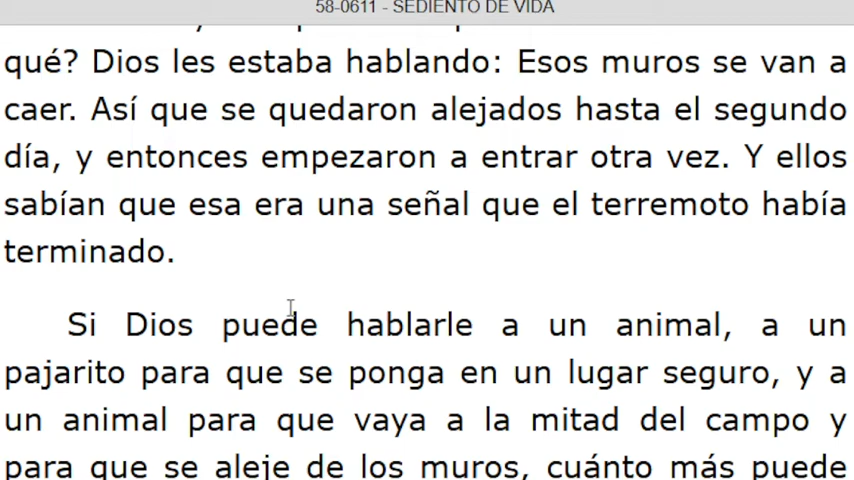 58-0611 - SEDIENTO DE VIDA
qué? Dios les estaba hablando: Esos muros se van a
caer. Así que se quedaron alejados hasta el segundo
día, y entonces empezaron a entrar otra vez. Y ellos
sabían que esa era una señal que el terremoto había
terminado.
Si Dios puede hablarle a un animal, a un
pajarito para que se ponga en un lugar seguro, y a
un animal para que vaya a la mitad del campo y
para que se aleje de los muros, cuánto más puede